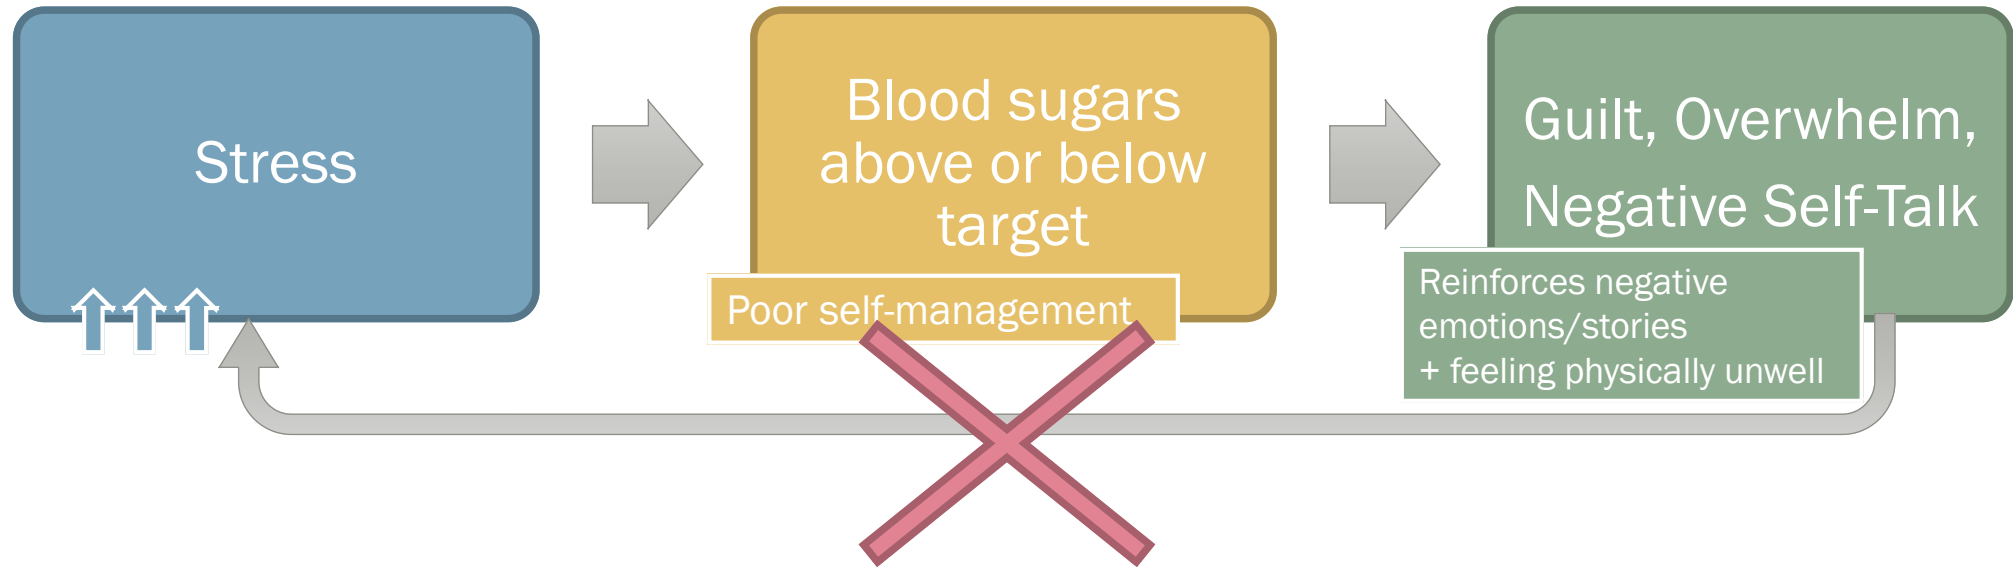 Stress
Blood sugars
above or below
target
Poor self-management
Guilt, Overwhelm,
Negative Self-Talk
Reinforces negative
emotions/stories
+ feeling physically unwell